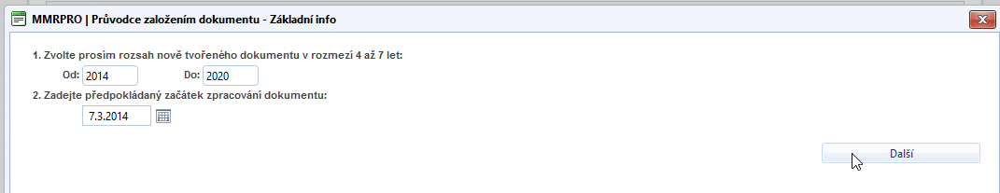 MMRPRO | Průvodce založením dokumentu - Základní info
1. Zvolte prosím rozsah nově tvořeného dokumentu v rozmezí 4 až 7 let:
Od: 2014 Do: 2020
2. Zadejte předpokládaný začátek zpracování dokumentu:
7.3.2014
Další